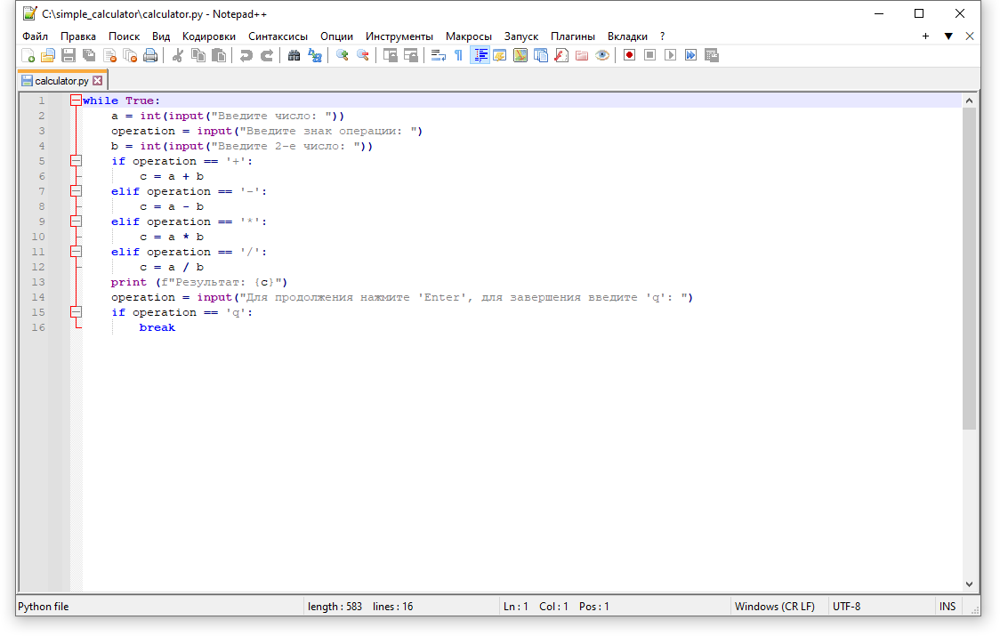 C:\simple_calculator\calculator.py - Notepad++
Файл Правка Поиск Вид Кодировки Синтаксисы Опции Инструменты Макросы Запуск Плагины Вкладки ? + ▼ X
calculator.py
1 while True:
2     a = int(input("Введите число: "))
3     operation = input("Введите знак операции: ")
4     b = int(input("Введите 2-е число: "))
5     if operation == '+':
6         c = a + b
7     elif operation == '-':
8         c = a - b
9     elif operation == '*':
10         c = a * b
11     elif operation == '/':
12         c = a / b
13     print (f"Результат: {c}")
14     operation = input("Для продолжения нажмите 'Enter', для завершения введите 'q': ")
15     if operation == 'q':
16         break
Python file length : 583 lines : 16 Ln : 1 Col : 1 Pos : 1 Windows (CR LF) UTF-8 INS